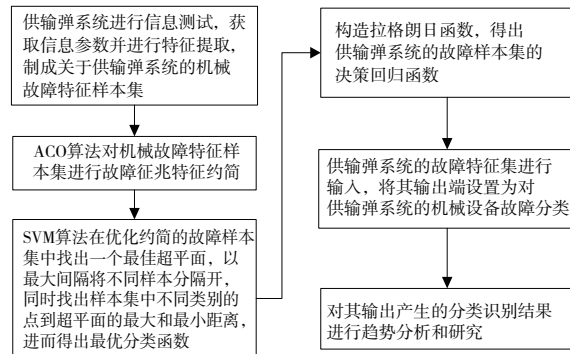 供输弹系统进行信息测试，获
取信息参数并进行特征提取，
制成关于供输弹系统的机械
故障特征样本集
ACO算法对机械故障特征样
本集进行故障征兆特征约简
SVM算法在优化约简的故障样本
集中找出一个最佳超平面，以
最大间隔将不同样本分隔开，
同时找出样本集中不同类别的
点到超平面的最大和最小距离，
进而得出最优分类函数
构造拉格朗日函数，得出
供输弹系统的故障样本集的
决策回归函数
供输弹系统的故障特征集进行
输入，将其输出端设置为对
供输弹系统的机械设备故障分类
对其输出产生的分类识别结果
进行趋势分析和研究